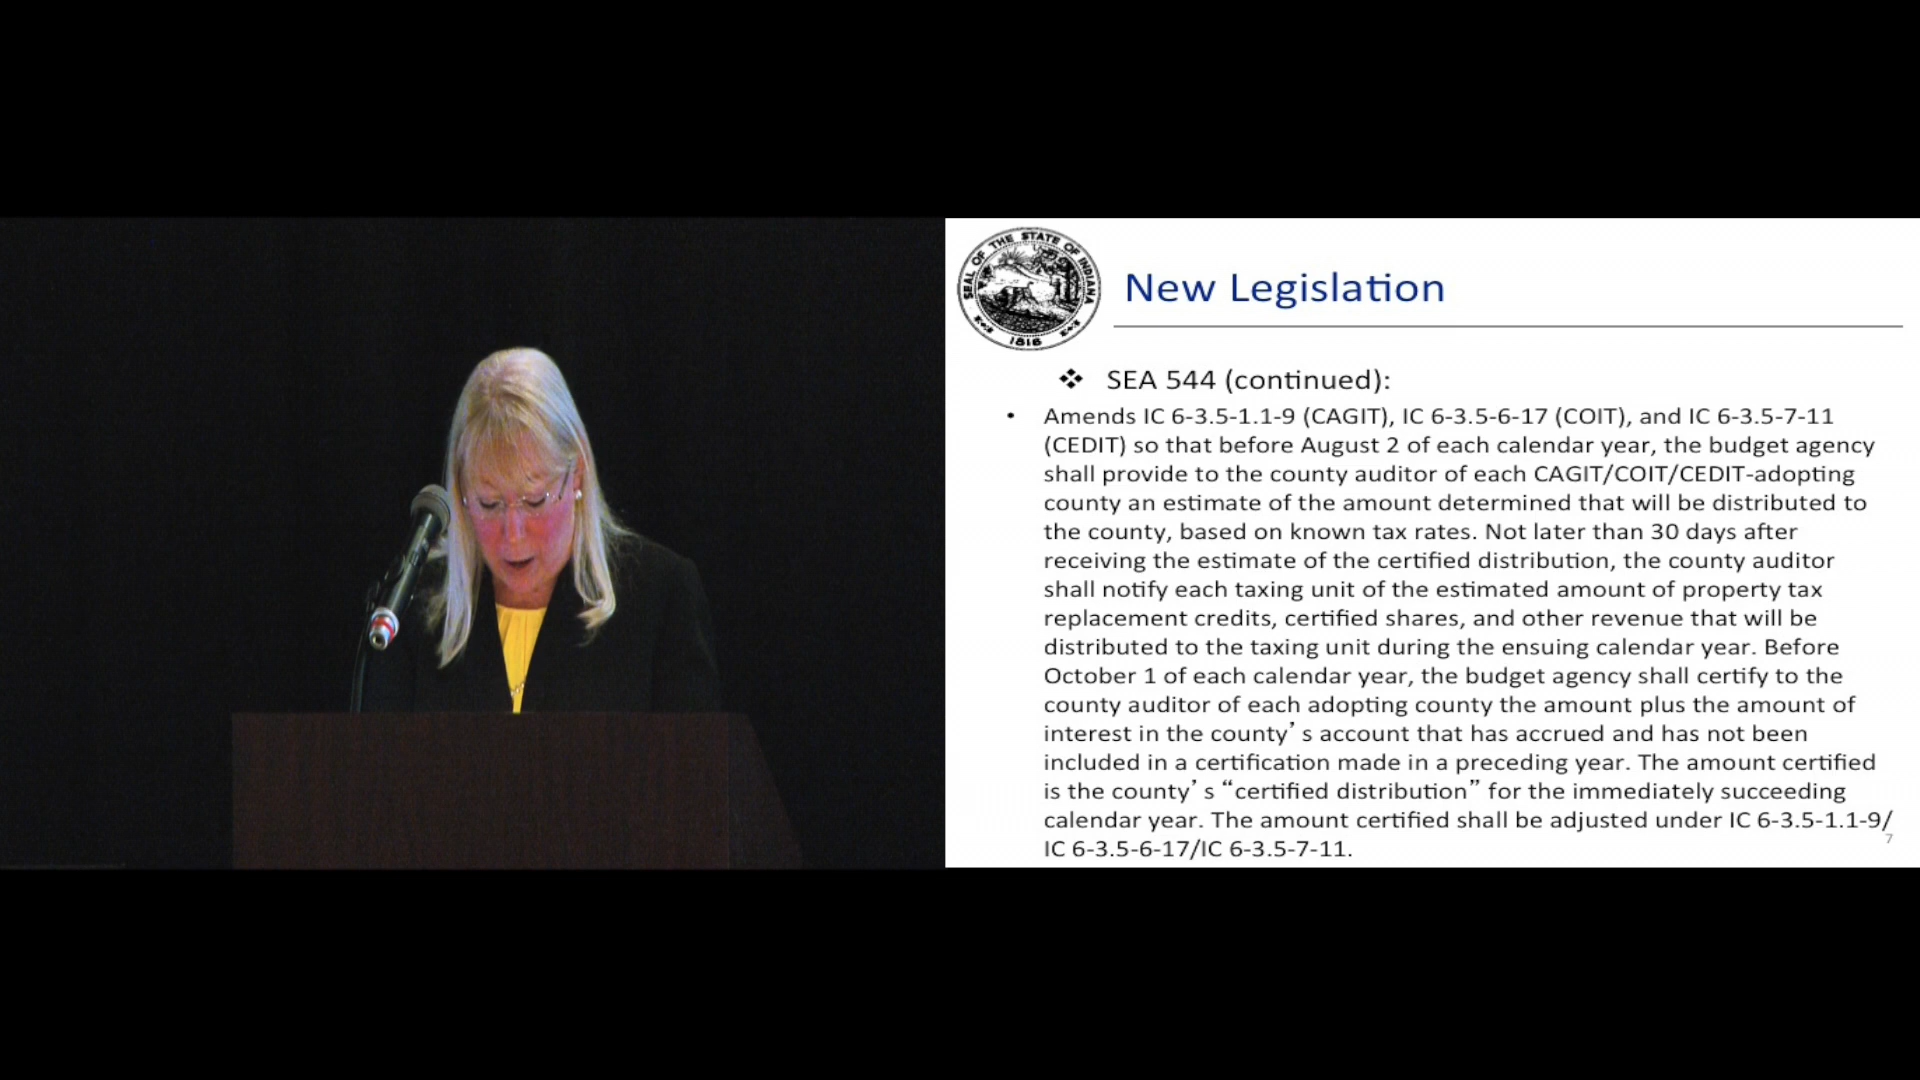 SEAL OF THE STATE OF INDIANA
1816
New Legislation
❖ SEA 544 (continued):
• Amends IC 6-3.5-1.1-9 (CAGIT), IC 6-3.5-6-17 (COIT), and IC 6-3.5-7-11
(CEDIT) so that before August 2 of each calendar year, the budget agency
shall provide to the county auditor of each CAGIT/COIT/CEDIT-adopting
county an estimate of the amount determined that will be distributed to
the county, based on known tax rates. Not later than 30 days after
receiving the estimate of the certified distribution, the county auditor
shall notify each taxing unit of the estimated amount of property tax
replacement credits, certified shares, and other revenue that will be
distributed to the taxing unit during the ensuing calendar year. Before
October 1 of each calendar year, the budget agency shall certify to the
county auditor of each adopting county the amount plus the amount of
interest in the county’ s account that has accrued and has not been
included in a certification made in a preceding year. The amount certified
is the county’ s “certified distribution” for the immediately succeeding
calendar year. The amount certified shall be adjusted under IC 6-3.5-1.1-9/
IC 6-3.5-6-17/IC 6-3.5-7-11.
7